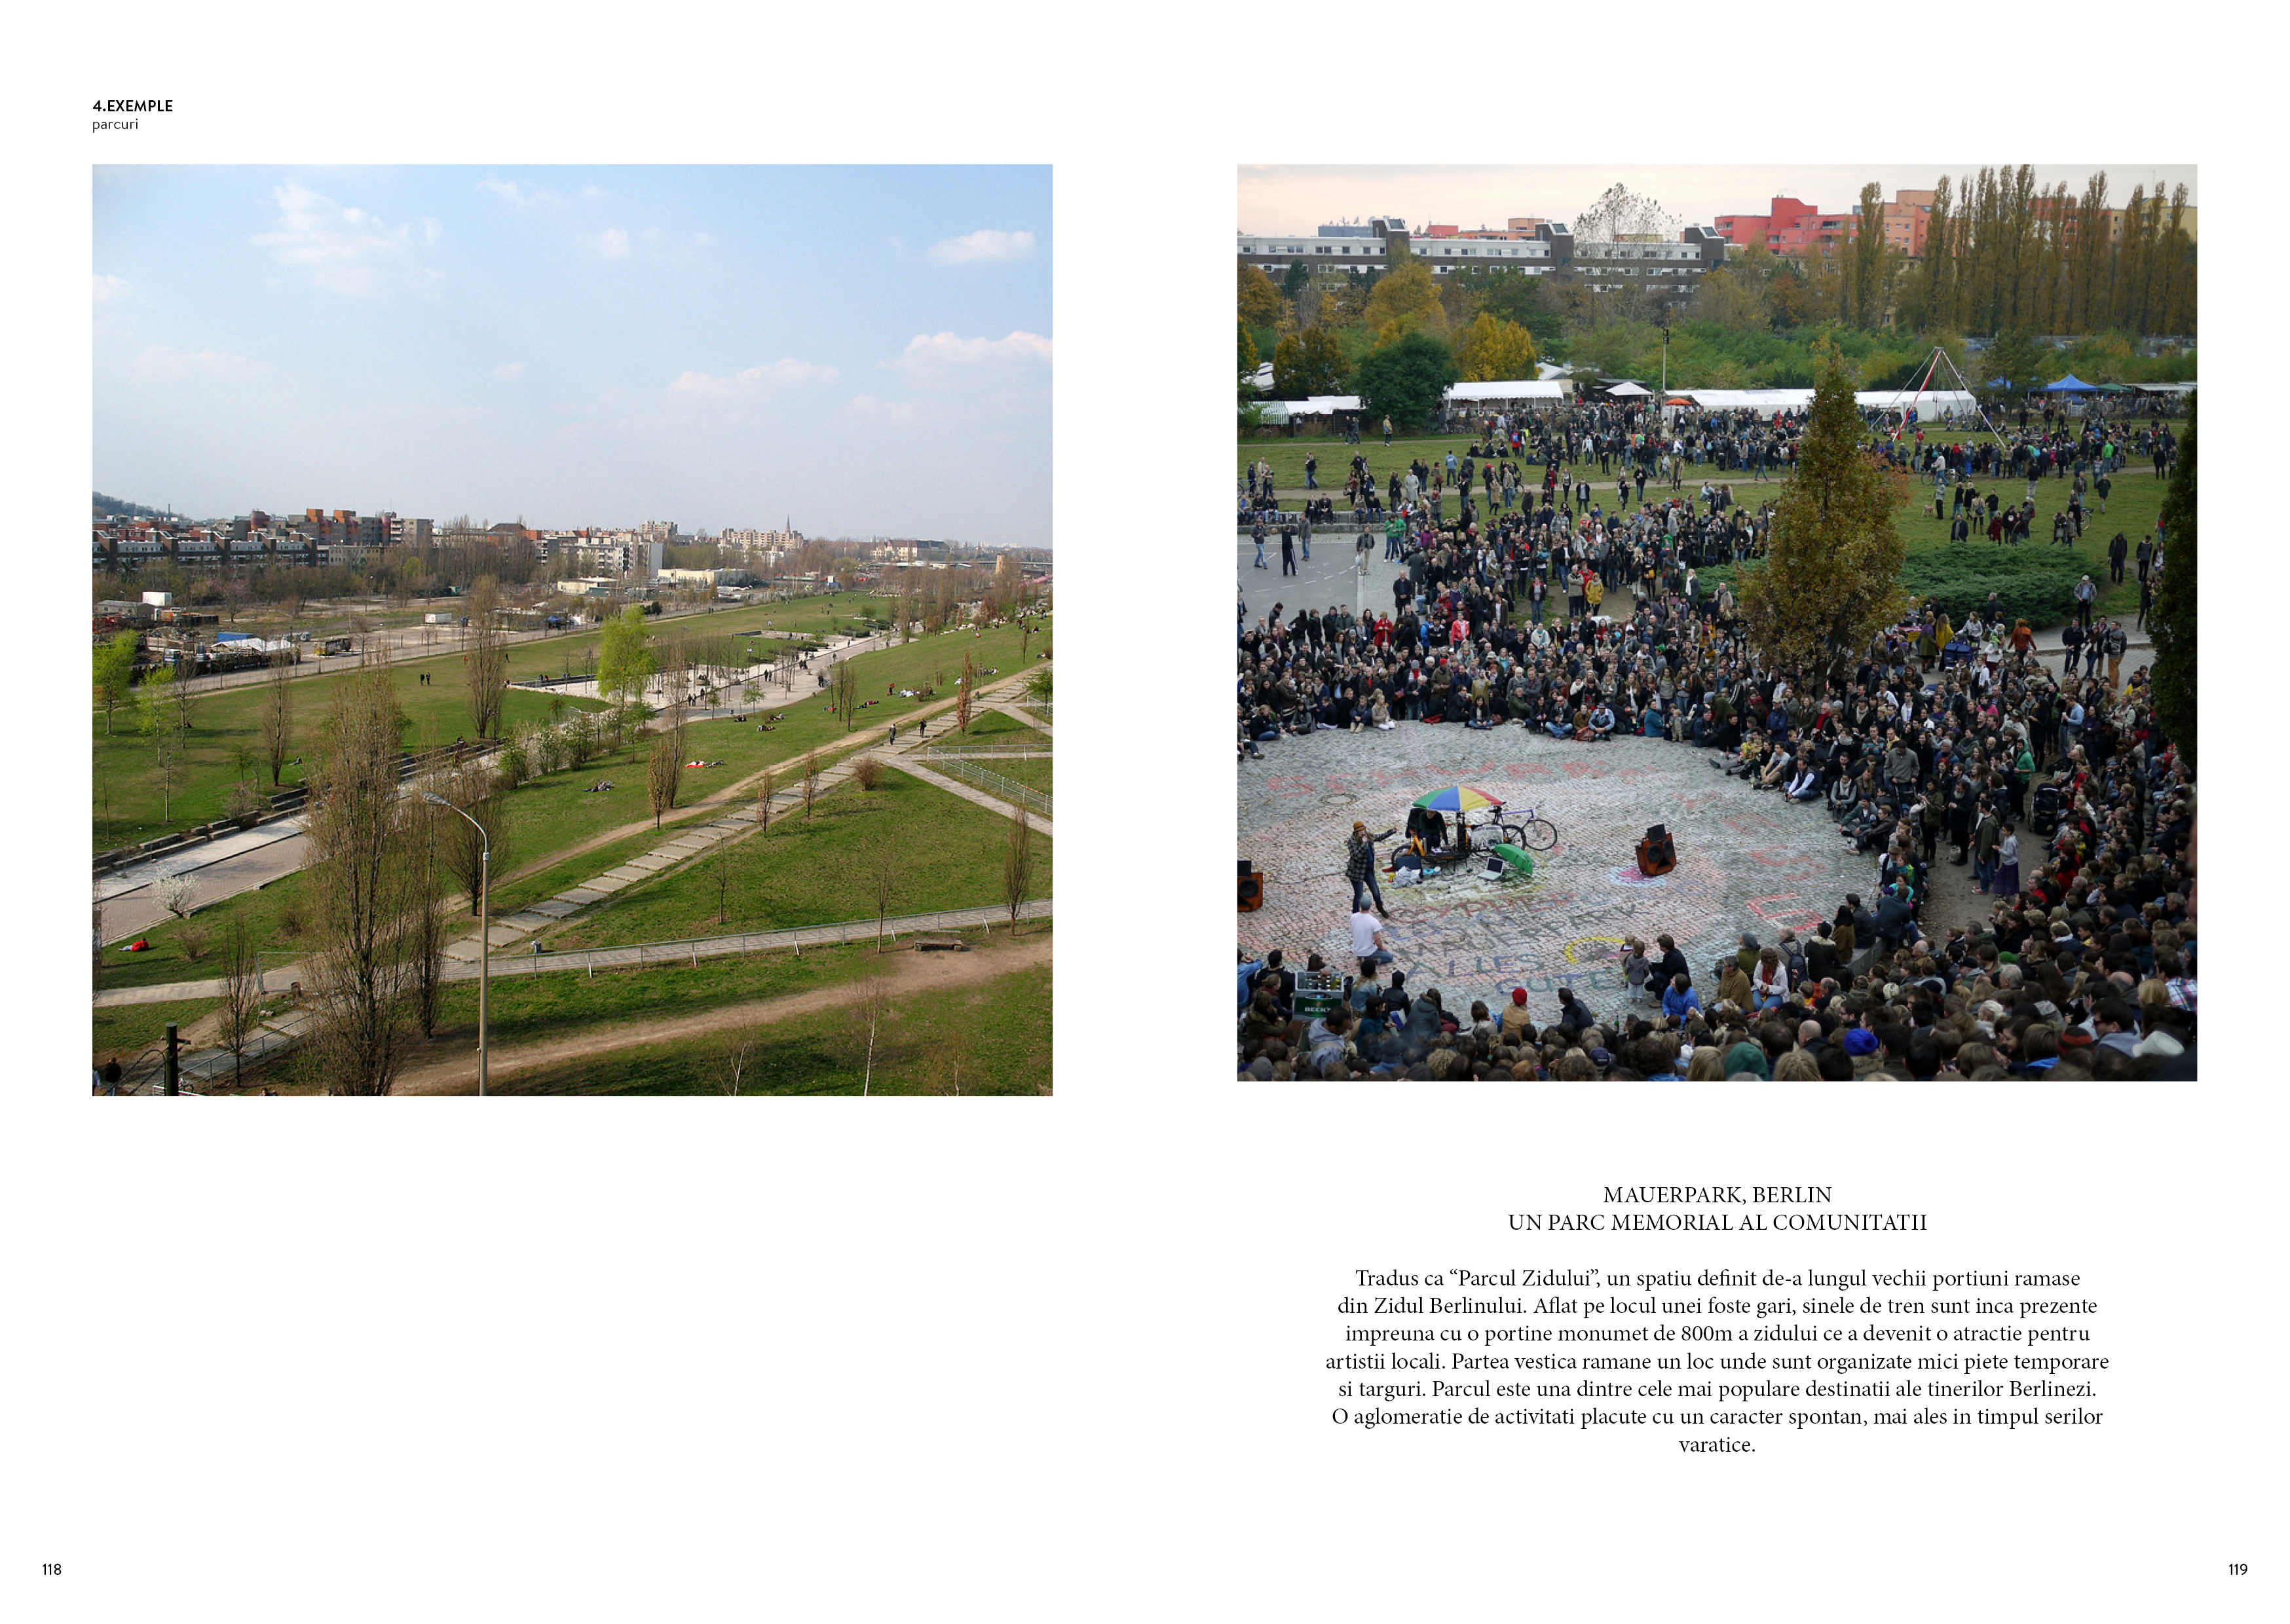 4.EXEMPLE
parcuri
ALLES
GUTE
BECK'S
MAUERPARK, BERLIN
UN PARC MEMORIAL AL COMUNITATII
Tradus ca “Parcul Zidului”, un spatiu definit de-a lungul vechii portiuni ramase
din Zidul Berlinului. Aflat pe locul unei foste gari, sinele de tren sunt inca prezente
impreuna cu o portine monumet de 800m a zidului ce a devenit o atractie pentru
artistii locali. Partea vestica ramane un loc unde sunt organizate mici piete temporare
si targuri. Parcul este una dintre cele mai populare destinatii ale tinerilor Berlinezi.
O aglomeratie de activitati placute cu un caracter spontan, mai ales in timpul serilor
varatice.
118
119